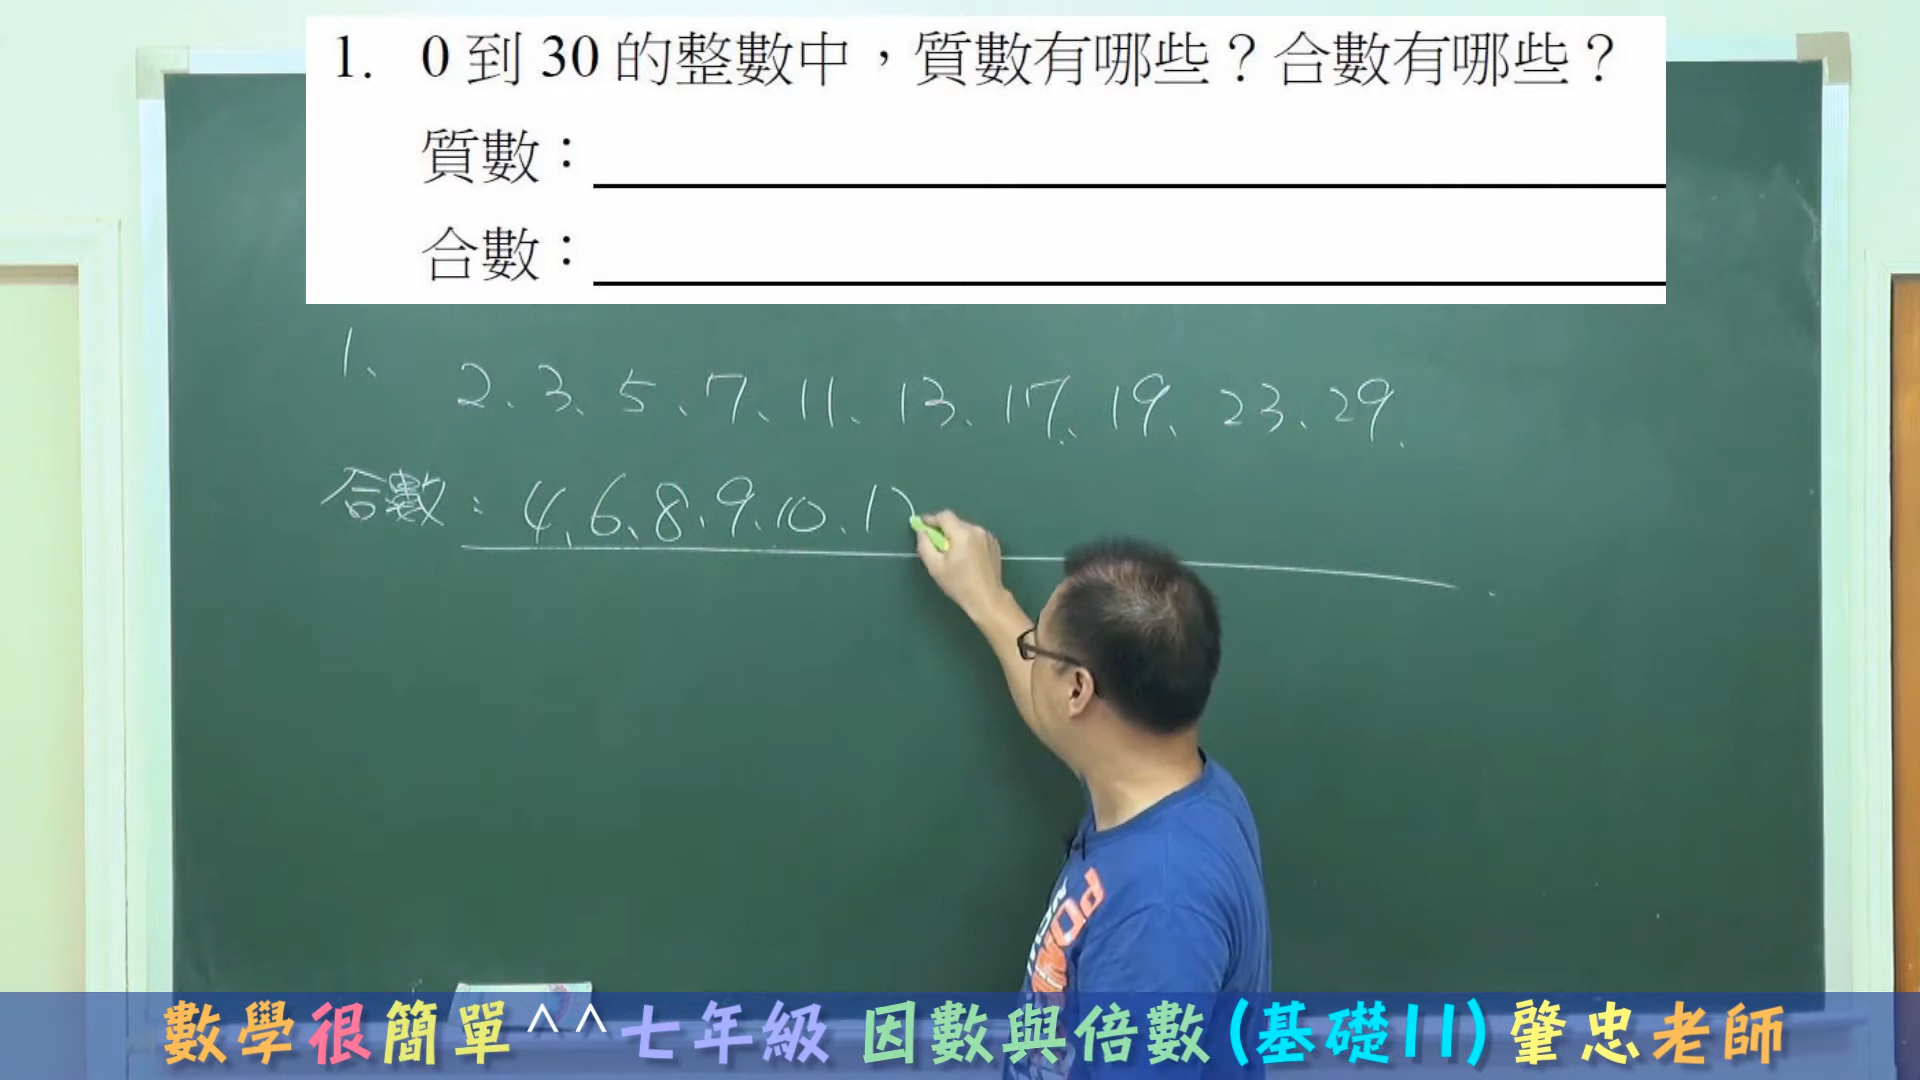 1. 0 到 30 的整數中，質數有哪些？合數有哪些？
質數：
合數：
1、 2、3、5、7、11、13、17、19、23、29、
合數：4、6、8、9、10、12
數學很簡單^^七年級 因數與倍數(基礎11)肇忠老師